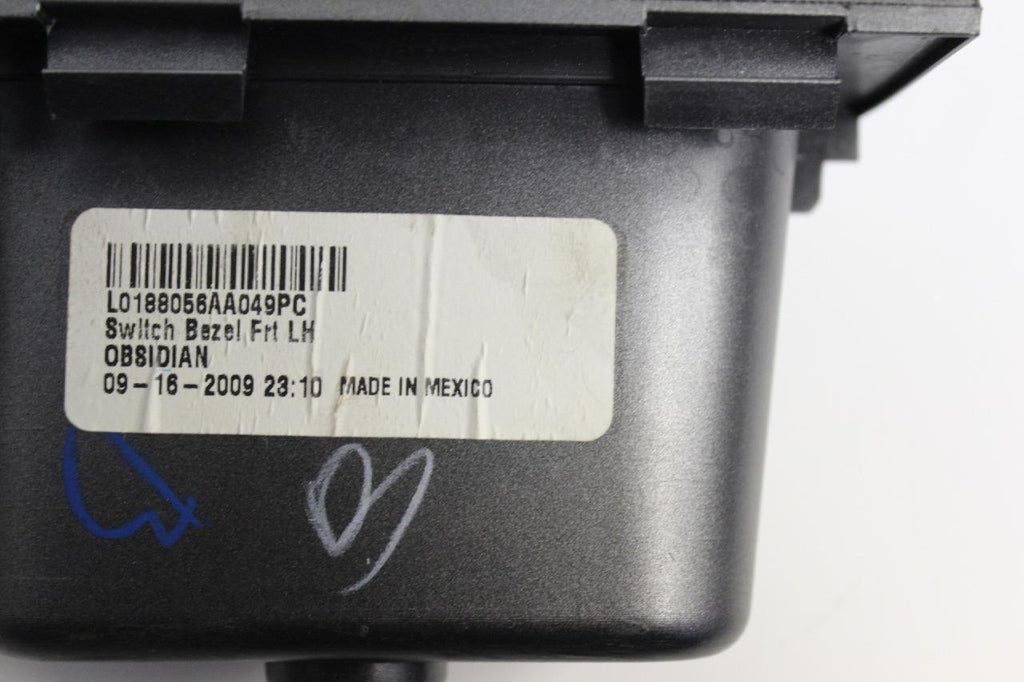 L0188056AA049PC
Switch Bezel Frt LH
OBSIDIAN
09-16-2009 23:10 MADE IN MEXICO